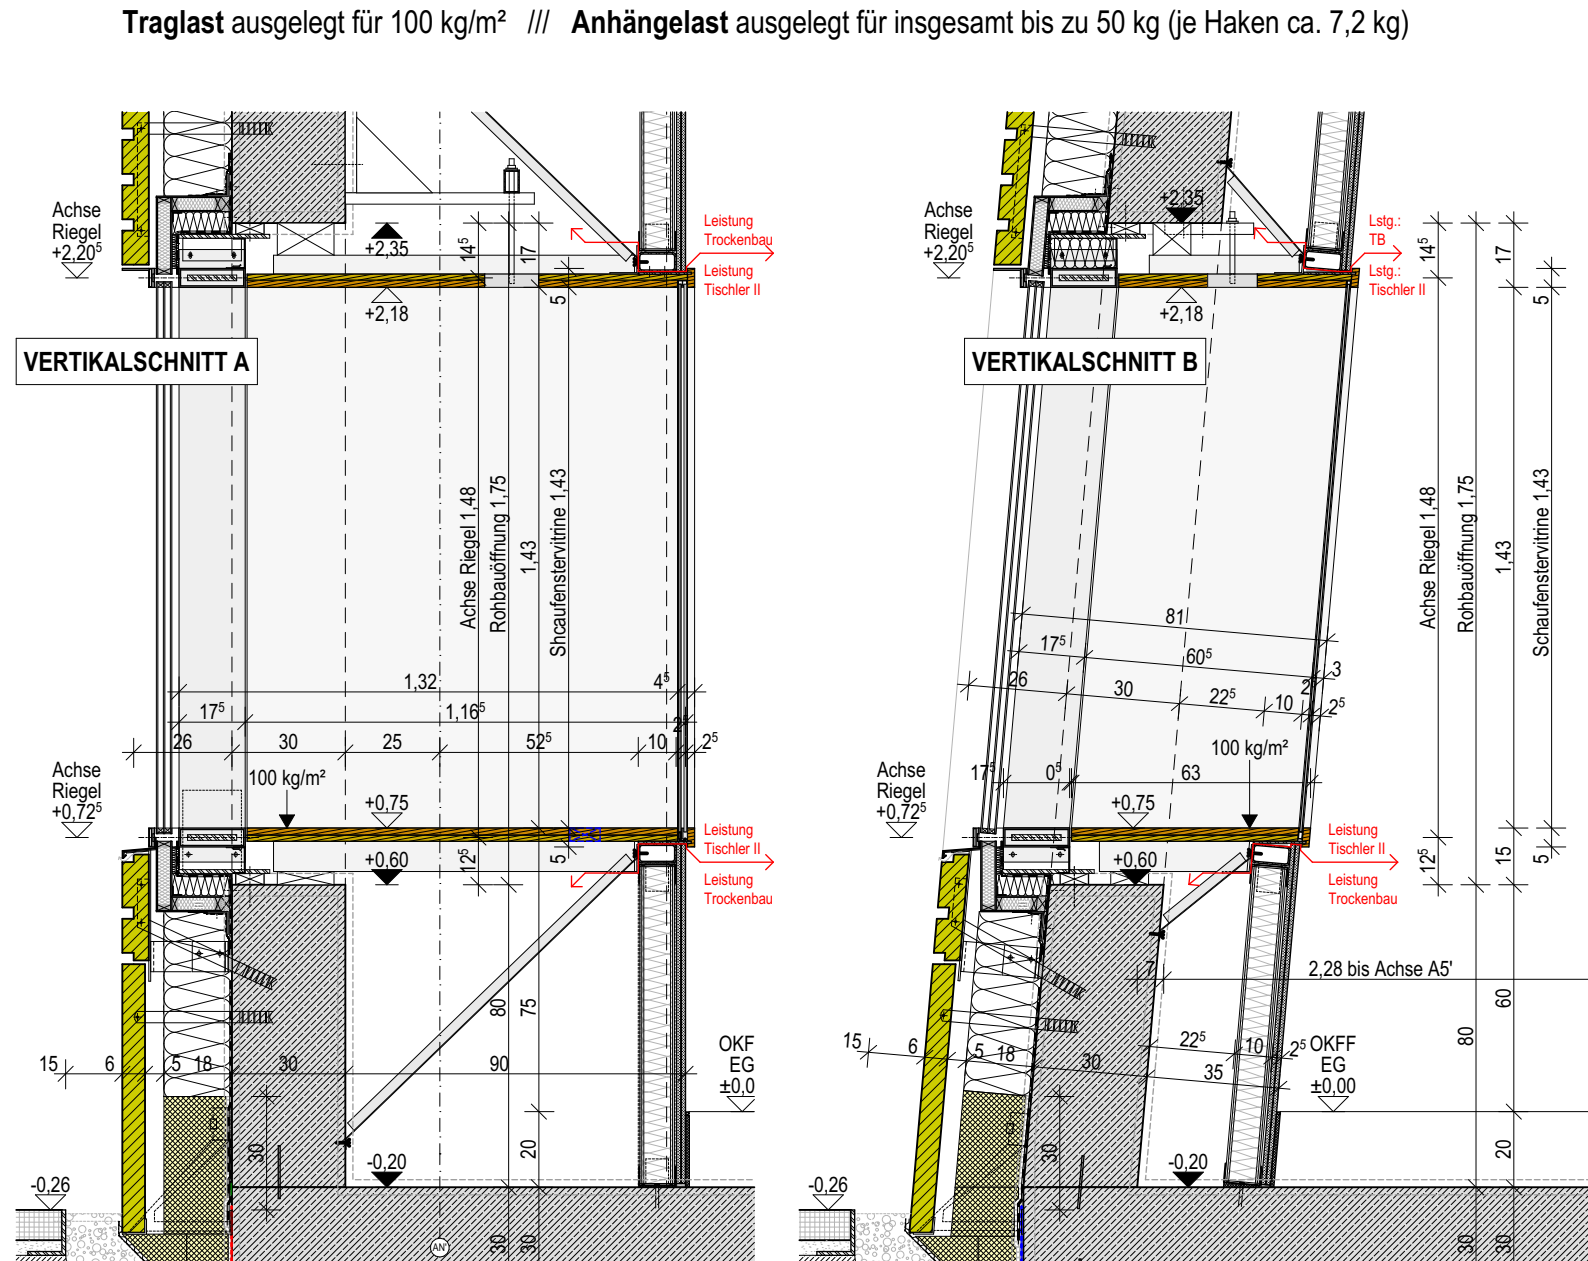 Traglast ausgelegt für 100 kg/m² /// Anhängelast ausgelegt für insgesamt bis zu 50 kg (je Haken ca. 7,2 kg)
VERTIKALSCHNITT A
Achse
Riegel
+2,20⁵
+2,35
14⁵
17
Leistung
Trockenbau
Leistung
Tischler II
+2,18
5
Achse Riegel 1,48
Rohbauöffnung 1,75
1,43
Shcaufenstervitrine 1,43
1,32
4⁵
17⁵
1,16⁵
2⁵
26
30
25
52⁵
10
2⁵
Achse
Riegel
+0,72⁵
100 kg/m²
+0,75
Leistung
Tischler II
+0,60
12⁵
5
Leistung
Trockenbau
80
75
OKF
EG
±0,0
15
6
5
18
30
90
30
20
-0,20
-0,26
AN'
30
30
VERTIKALSCHNITT B
Achse
Riegel
+2,20⁵
+2,35
Lstg.:
TB
Lstg.:
Tischler II
14⁵
17
+2,18
5
Achse Riegel 1,48
Rohbauöffnung 1,75
1,43
Schaufenstervitrine 1,43
81
17⁵
60⁵
3
26
30
22⁵
10
2
2⁵
100 kg/m²
Achse
Riegel
+0,72⁵
17⁵
0⁵
63
+0,75
Leistung
Tischler II
+0,60
12⁵
15
5
Leistung
Trockenbau
7
2,28 bis Achse A5'
60
80
15
6
5
18
30
22⁵
10
2⁵
35
OKFF
EG
±0,00
30
20
-0,20
-0,26
30
30